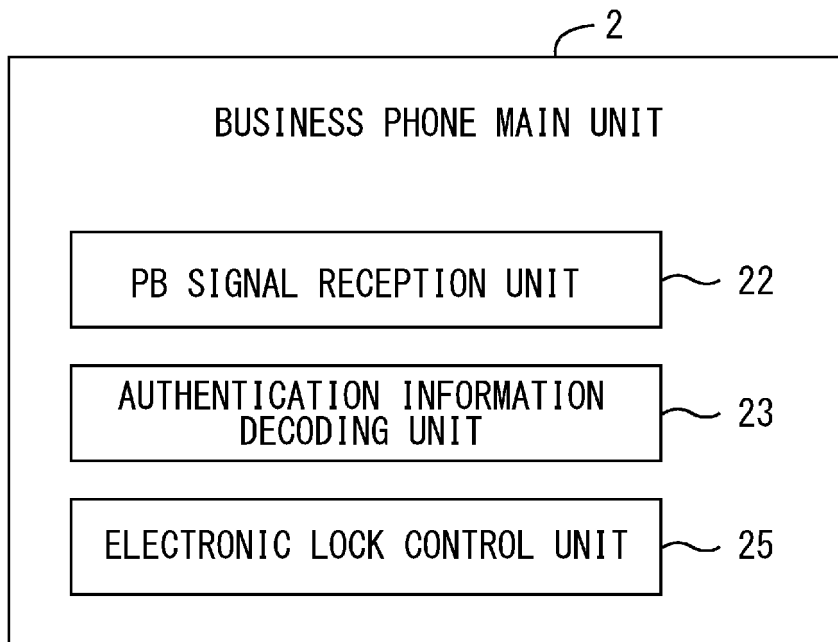 2
BUSINESS PHONE MAIN UNIT
PB SIGNAL RECEPTION UNIT
22
AUTHENTICATION INFORMATION
DECODING UNIT
23
ELECTRONIC LOCK CONTROL UNIT
25